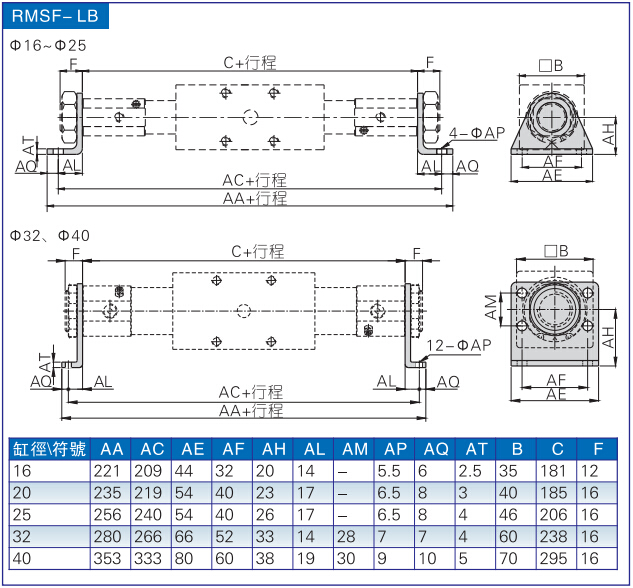 RMSF- LB
Φ16~Φ25
F C+行程 F □B
4-ΦAP
AT AH
AQ AL AL AQ AF
AC+行程 AE
AA+行程
Φ32、Φ40
F C+行程 F □B
AM
AT 12-ΦAP AH
AQ AL AL AQ AF
AC+行程 AE
AA+行程
缸徑\符號 AA AC AE AF AH AL AM AP AQ AT B C F
16 221 209 44 32 20 14 – 5.5 6 2.5 35 181 12
20 235 219 54 40 23 17 – 6.5 8 3 40 185 16
25 256 240 54 40 26 17 – 6.5 8 4 46 206 16
32 280 266 66 52 33 14 28 7 7 4 60 238 16
40 353 333 80 60 38 19 30 9 10 5 70 295 16